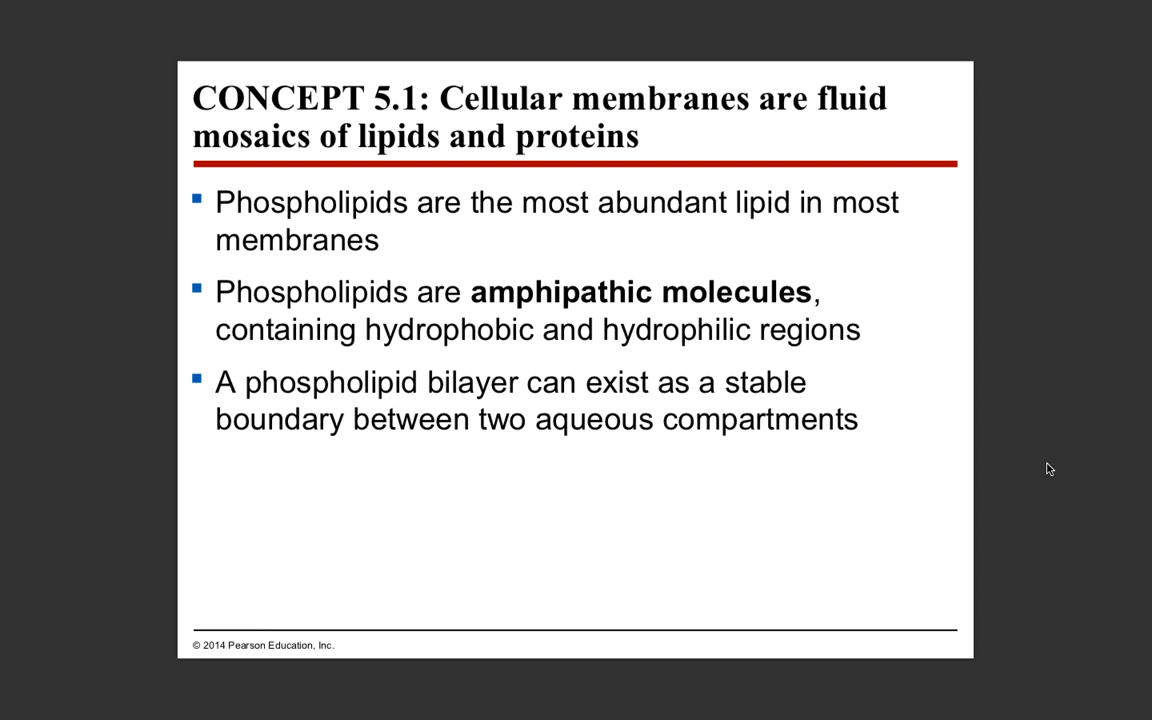 CONCEPT 5.1: Cellular membranes are fluid
mosaics of lipids and proteins
Phospholipids are the most abundant lipid in most
membranes
Phospholipids are amphipathic molecules,
containing hydrophobic and hydrophilic regions
A phospholipid bilayer can exist as a stable
boundary between two aqueous compartments
© 2014 Pearson Education, Inc.